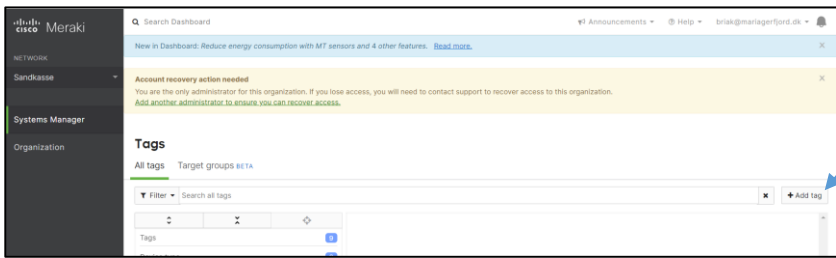 CISCO Meraki
Search Dashboard
Announcements
Help
briak@mariagerfjord.dk
New in Dashboard: Reduce energy consumption with MT sensors and 4 other features. Read more.
NETWORK
Sandkasse
Account recovery action needed
You are the only administrator for this organization. If you lose access, you will need to contact support to recover access to this organization.
Add another administrator to ensure you can recover access.
Systems Manager
Organization
Tags
All tags
Target groups BETA
Filter
Search all tags
+ Add tag
Tags 9